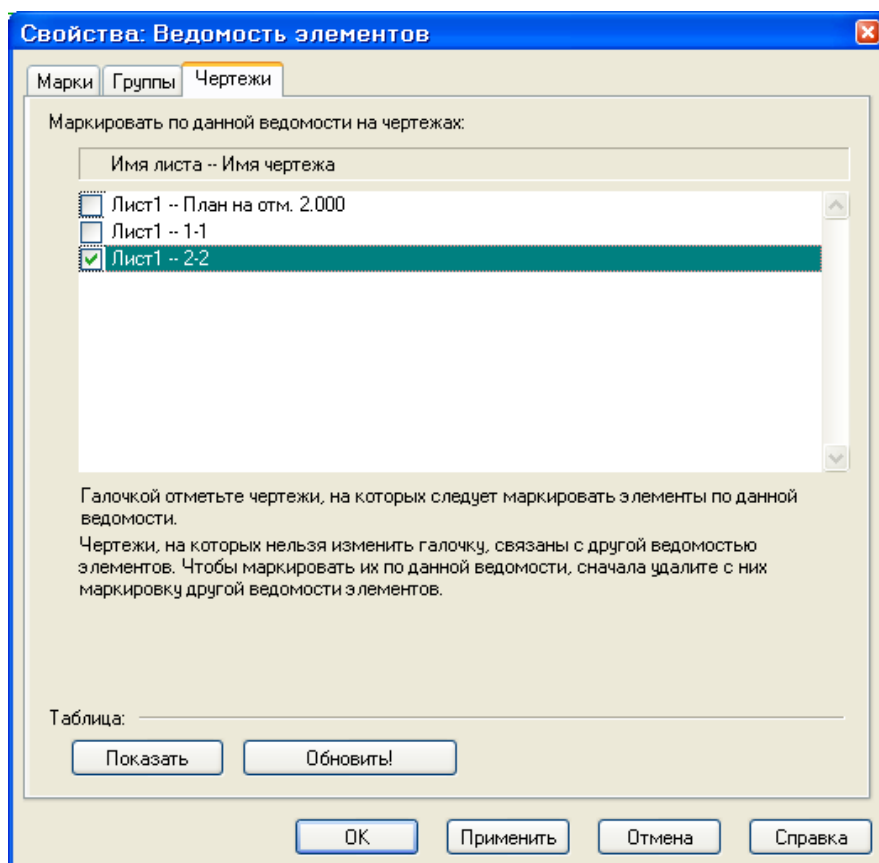 Свойства: Ведомость элементов
Марки Группы Чертежи
Маркировать по данной ведомости на чертежах:
Имя листа -- Имя чертежа
Лист1 -- План на отм. 2.000
Лист1 -- 1-1
Лист1 -- 2-2
Галочкой отметьте чертежи, на которых следует маркировать элементы по данной
ведомости.
Чертежи, на которых нельзя изменить галочку, связаны с другой ведомостью
элементов. Чтобы маркировать их по данной ведомости, сначала удалите с них
маркировку другой ведомости элементов.
Таблица:
Показать Обновить!
OK Применить Отмена Справка